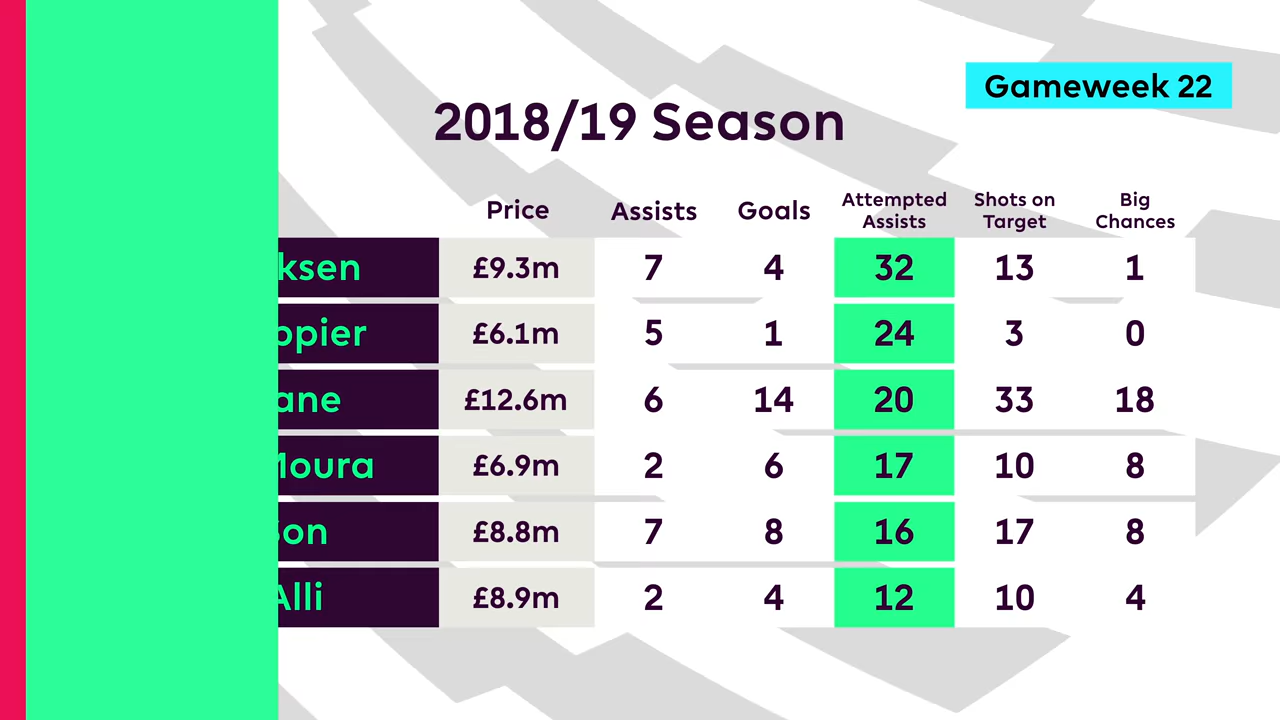 Gameweek 22
2018/19 Season
Price Assists Goals Attempted Assists Shots on Target Big Chances
ksen £9.3m 7 4 32 13 1
ppier £6.1m 5 1 24 3 0
ane £12.6m 6 14 20 33 18
Moura £6.9m 2 6 17 10 8
Son £8.8m 7 8 16 17 8
Alli £8.9m 2 4 12 10 4